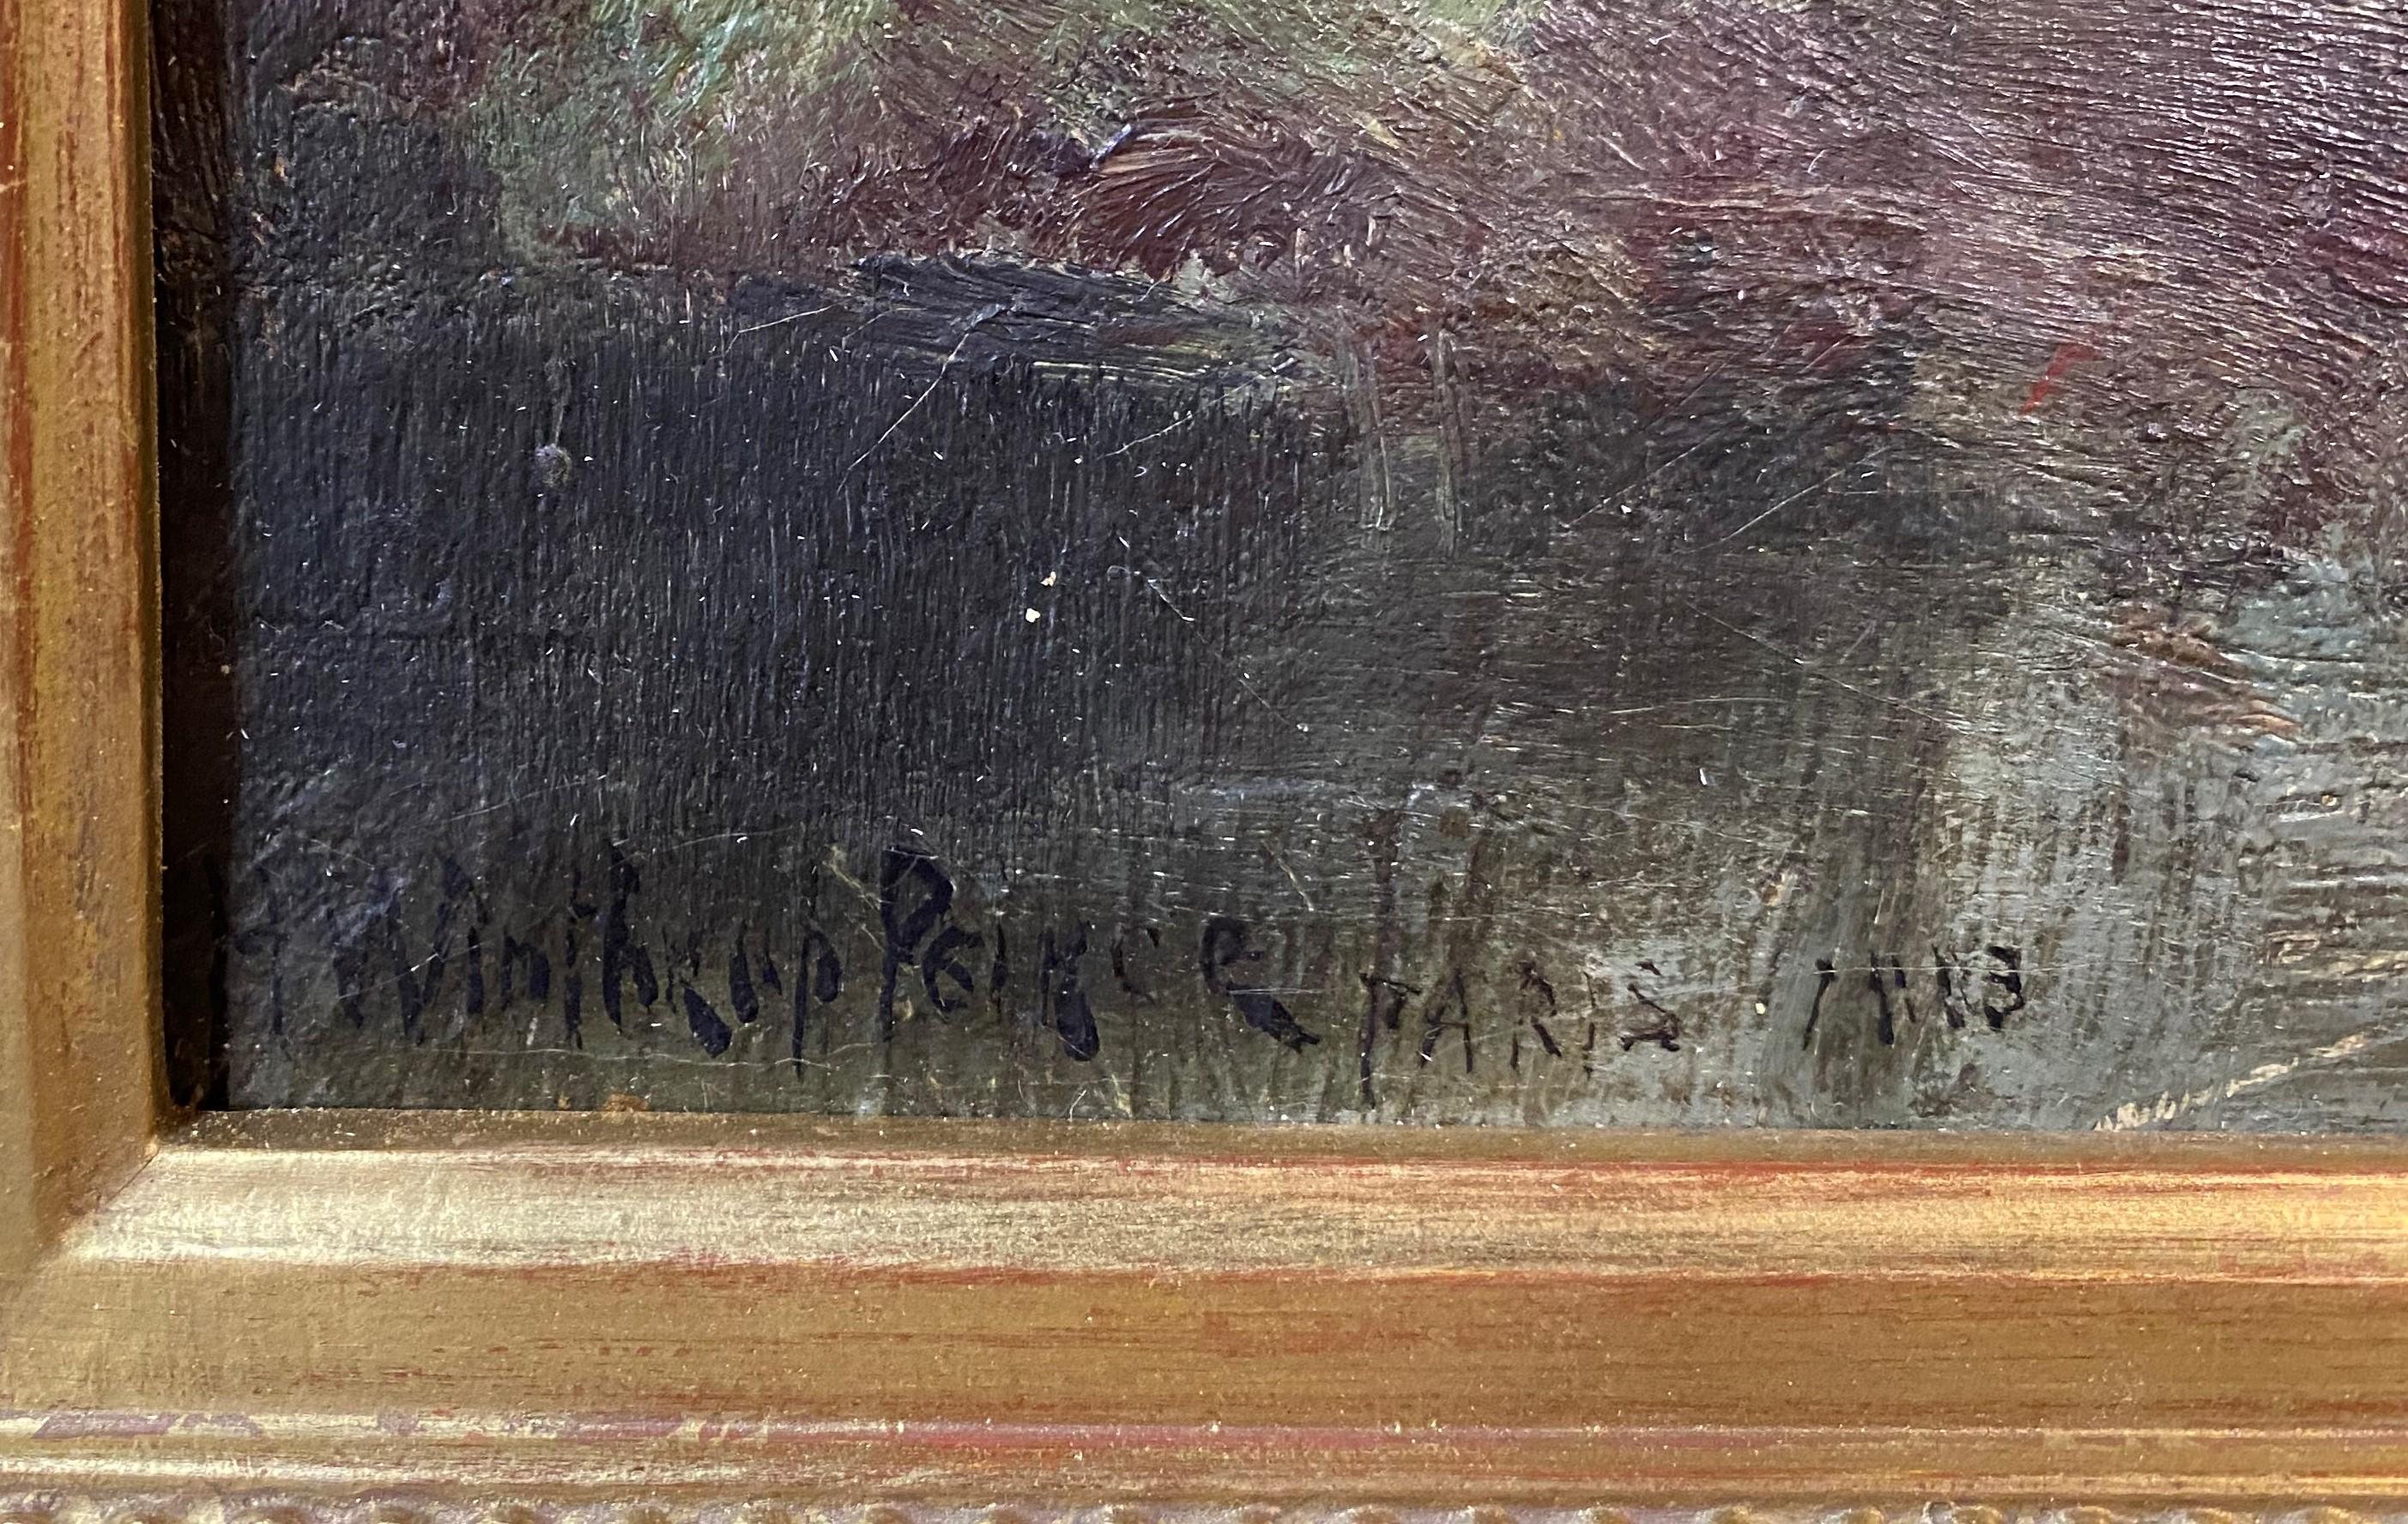 T Winthrop Peirce PARIS 1883